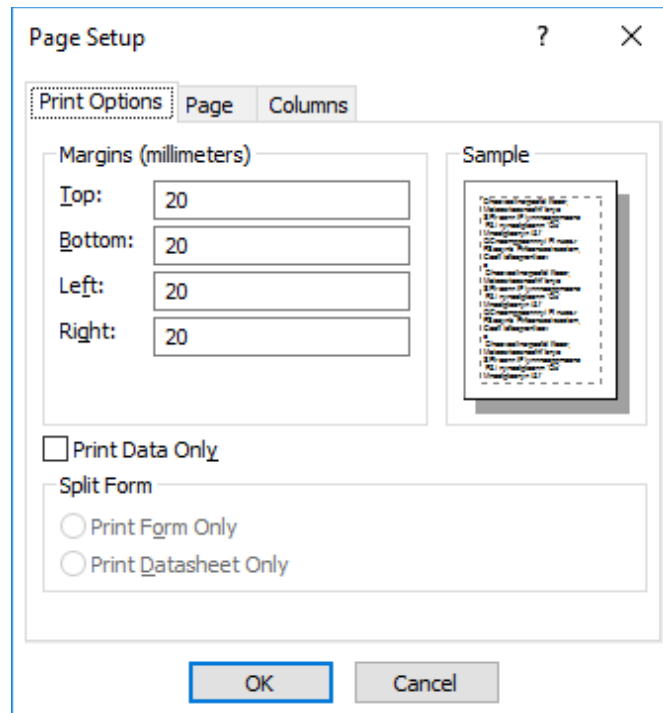 Page Setup ? ×
Print Options Page Columns
Margins (millimeters) Sample
Top: 20
Bottom: 20
Left: 20
Right: 20
Print Data Only
Split Form
Print Form Only
Print Datasheet Only
OK Cancel